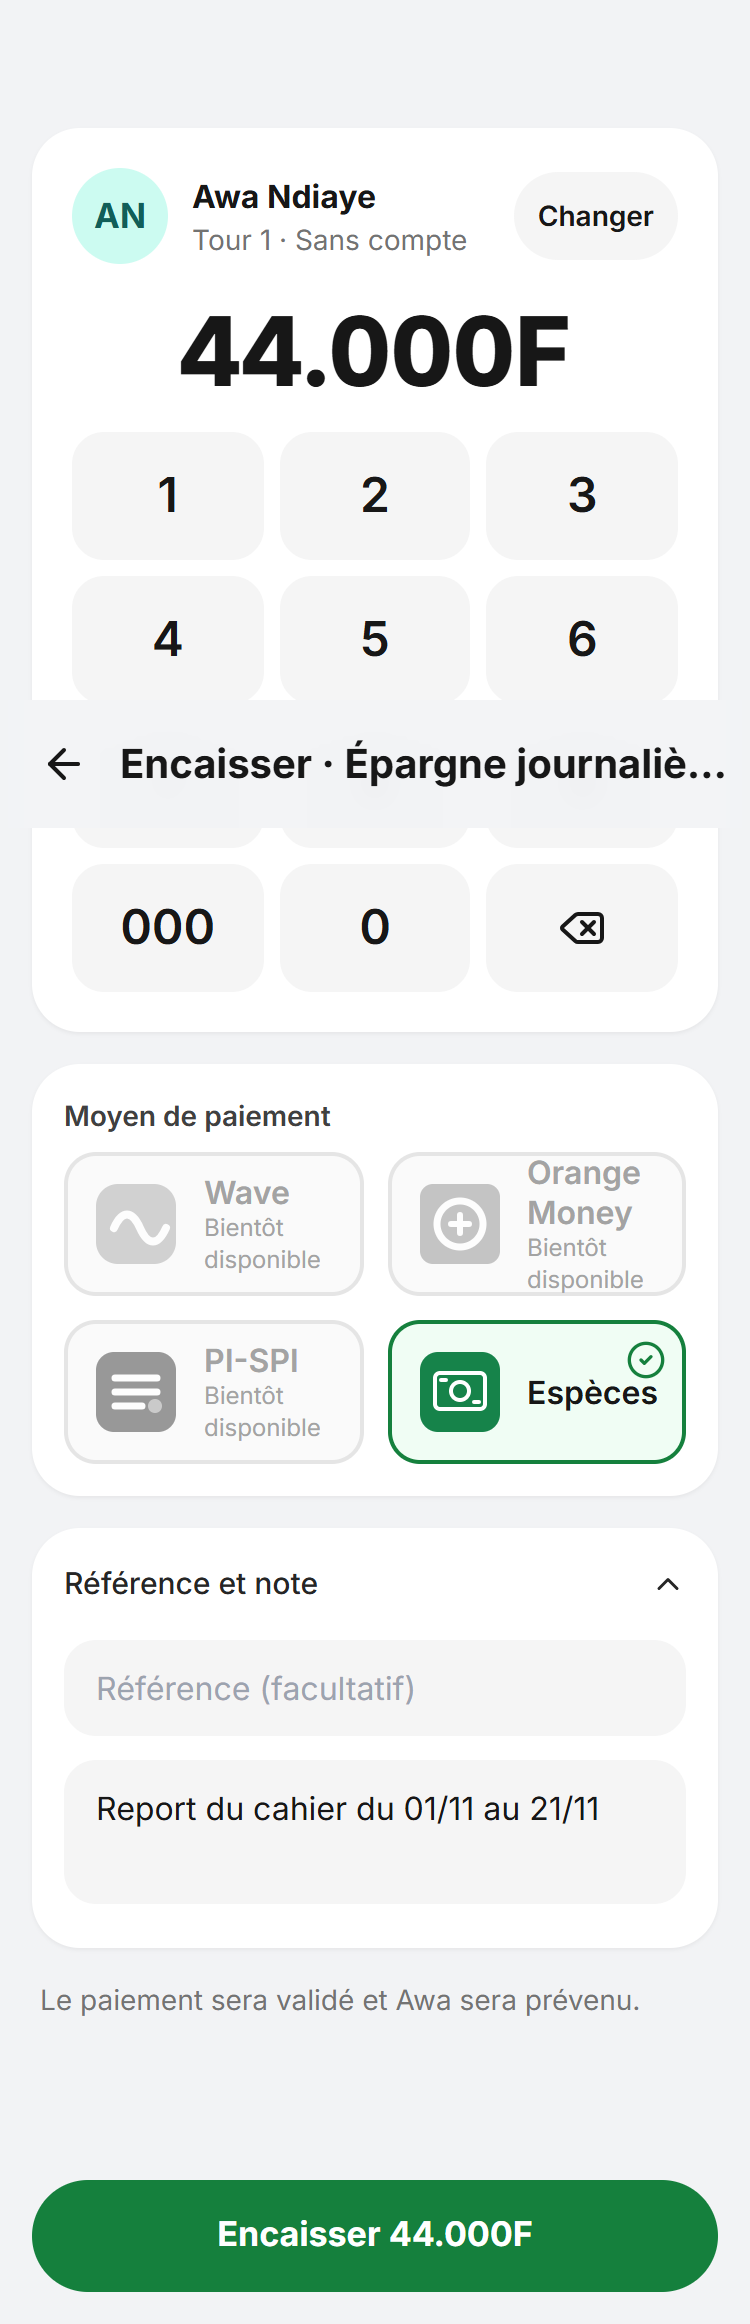 AN
Awa Ndiaye
Tour 1 · Sans compte
Changer
44.000F
1 2 3
4 5 6
Encaisser · Épargne journaliè...
000 0
Moyen de paiement
Wave
Bientôt
disponible
Orange
Money
Bientôt
disponible
PI-SPI
Bientôt
disponible
Espèces
Référence et note
Référence (facultatif)
Report du cahier du 01/11 au 21/11
Le paiement sera validé et Awa sera prévenu.
Encaisser 44.000F